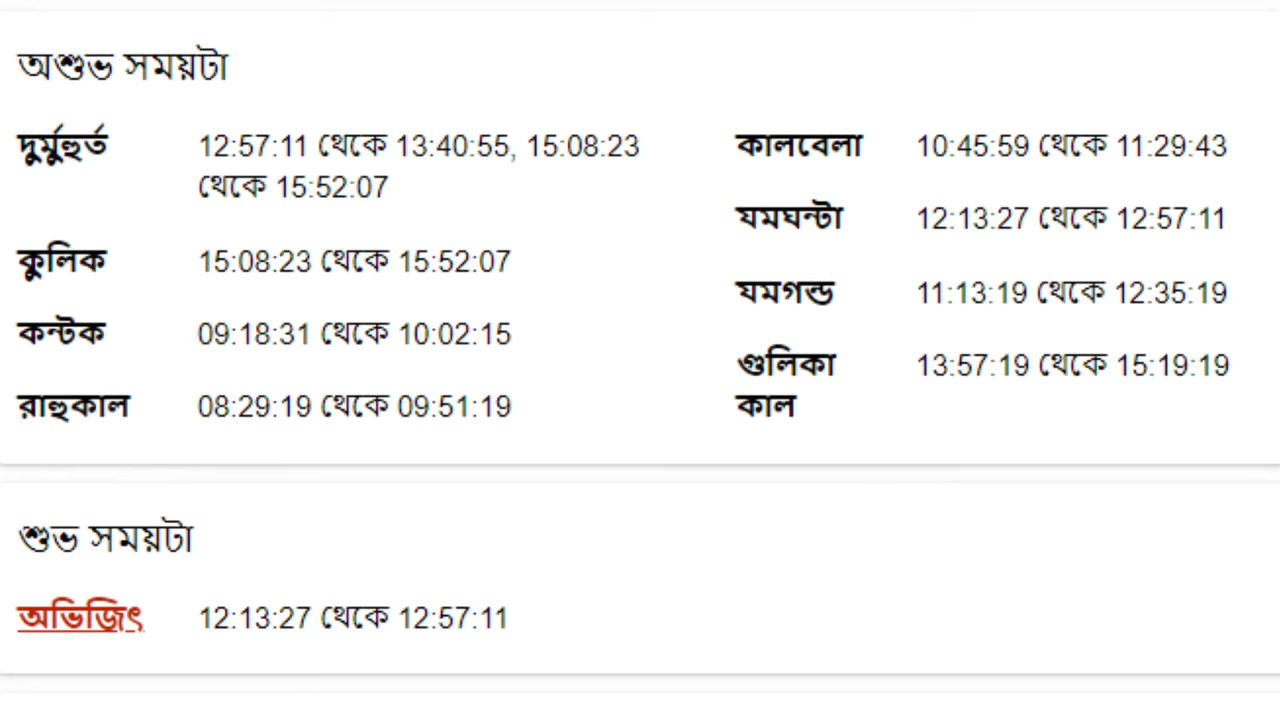 অশুভ সময়টা
দুর্মুহুর্ত 12:57:11 থেকে 13:40:55, 15:08:23
থেকে 15:52:07
কুলিক 15:08:23 থেকে 15:52:07
কন্টক 09:18:31 থেকে 10:02:15
রাহুকাল 08:29:19 থেকে 09:51:19
কালবেলা 10:45:59 থেকে 11:29:43
যমঘন্টা 12:13:27 থেকে 12:57:11
যমগন্ড 11:13:19 থেকে 12:35:19
গুলিকা 13:57:19 থেকে 15:19:19
কাল
শুভ সময়টা
অভিজিৎ 12:13:27 থেকে 12:57:11